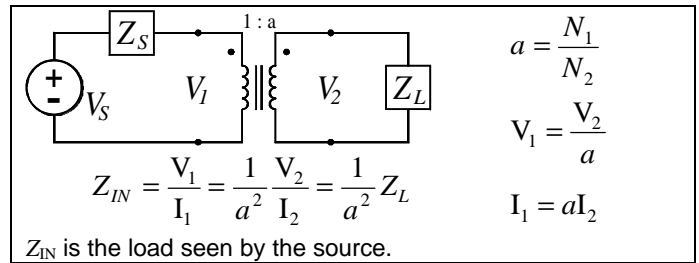 1 : a
Z_S
+
-
V_S
V_1
V_2
Z_L
a = N_1 / N_2
V_1 = V_2 / a
I_1 = aI_2
Z_IN = V_1 / I_1 = 1 / a^2 V_2 / I_2 = 1 / a^2 Z_L
Z_IN is the load seen by the source.